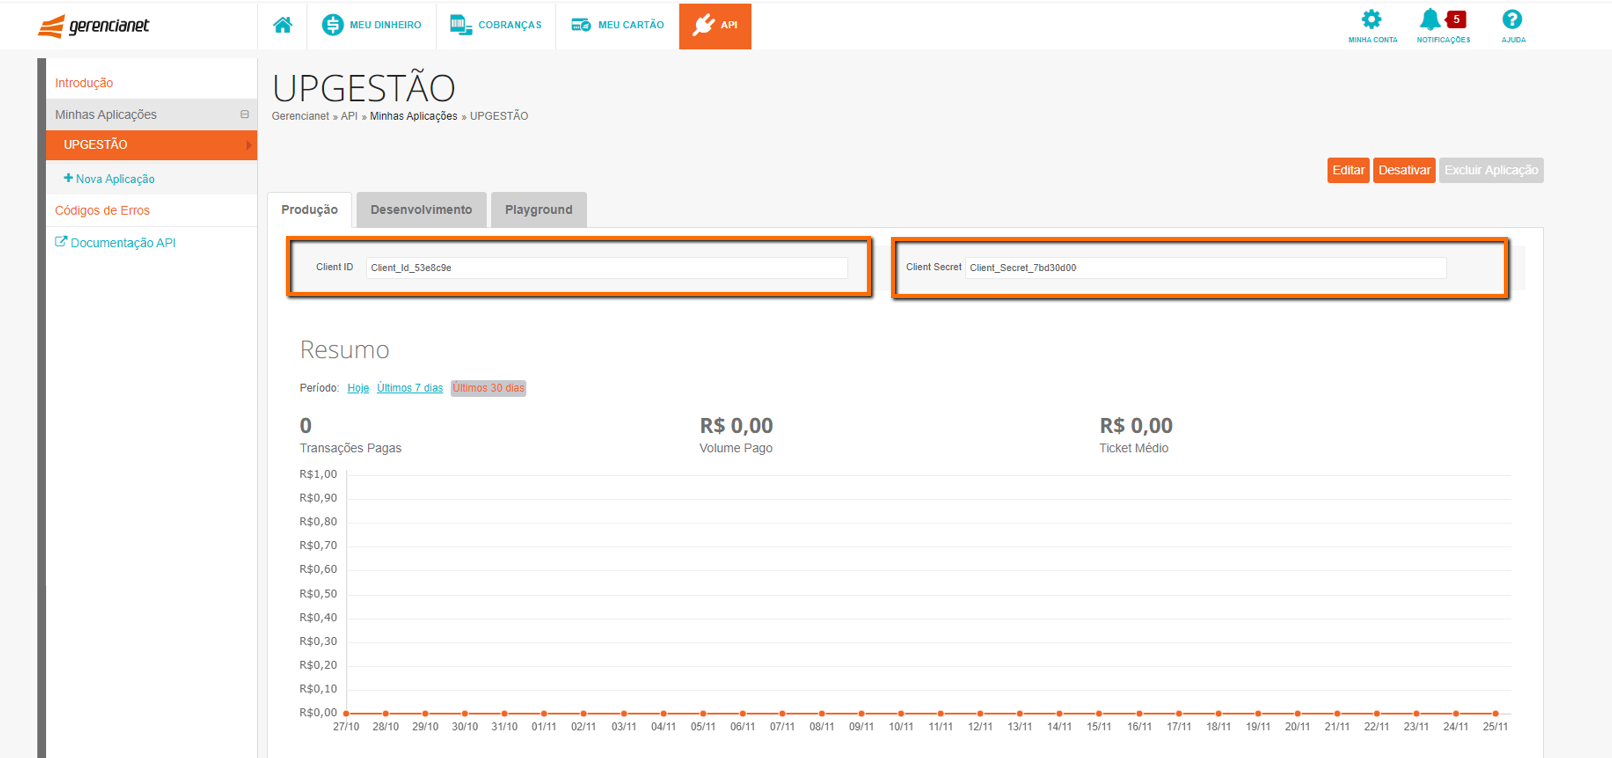 gerencianet
MEU DINHEIRO
COBRANÇAS
MEU CARTÃO
API
MINHA CONTA
5
NOTIFICAÇÕES
AJUDA
Introdução
Minhas Aplicações
UPGESTÃO
Nova Aplicação
Códigos de Erros
Documentação API
UPGESTÃO
Gerencianet » API » Minhas Aplicações » UPGESTÃO
Editar
Desativar
Excluir Aplicação
Produção
Desenvolvimento
Playground
Client ID Client_Id_53e8c9e
Client Secret Client_Secret_7bd30d00
Resumo
Período: Hoje Últimos 7 dias Últimos 30 dias
0
Transações Pagas
R$ 0,00
Volume Pago
R$ 0,00
Ticket Médio
R$1,00
R$0,90
R$0,80
R$0,70
R$0,60
R$0,50
R$0,40
R$0,30
R$0,20
R$0,10
R$0,00
27/10 28/10 29/10 30/10 31/10 01/11 02/11 03/11 04/11 05/11 06/11 07/11 08/11 09/11 10/11 11/11 12/11 13/11 14/11 15/11 16/11 17/11 18/11 19/11 20/11 21/11 22/11 23/11 24/11 25/11